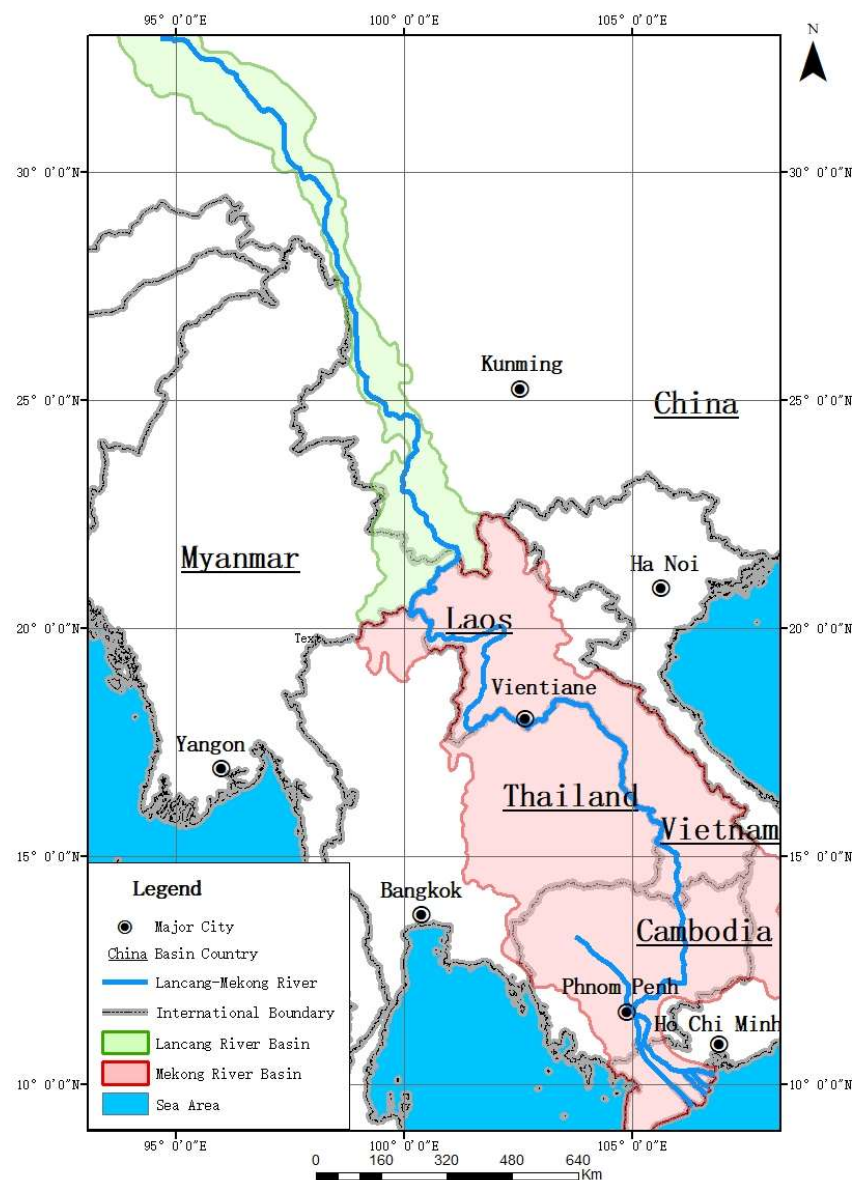 95° 0'0"E 100° 0'0"E 105° 0'0"E
N
30° 0'0"N 30° 0'0"N
Kunming
25° 0'0"N 25° 0'0"N
China
Myanmar
Ha Noi
Laos
20° 0'0"N 20° 0'0"N
Text
Vientiane
Yangon
Thailand
Vietnam
15° 0'0"N 15° 0'0"N
Bangkok
Cambodia
Phnom Penh
Ho Chi Minh
10° 0'0"N 10° 0'0"N
Legend
Major City
China Basin Country
Lancang-Mekong River
International Boundary
Lancang River Basin
Mekong River Basin
Sea Area
95° 0'0"E 100° 0'0"E 105° 0'0"E
0 160 320 480 640
Km